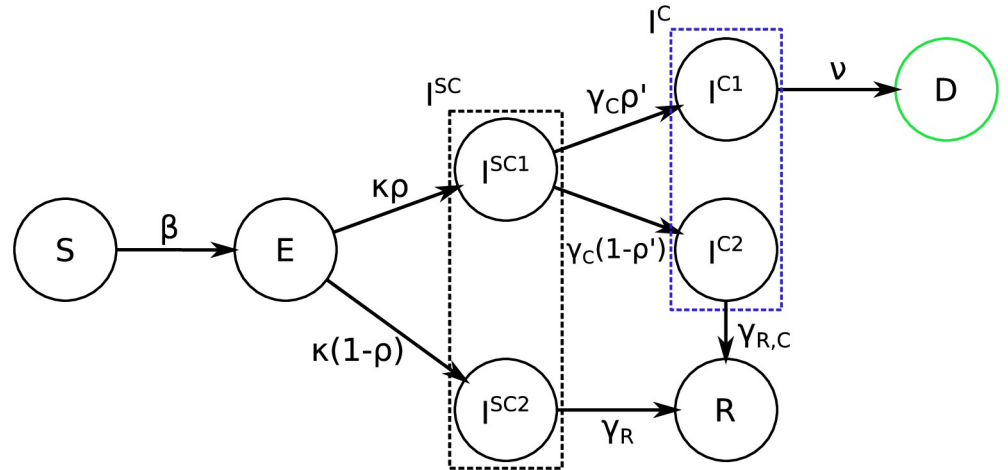 I^C
I^C1
ν
D
I^SC
γ_Cρ'
I^SC1
κρ
S
β
E
γ_C(1-ρ')
I^C2
κ(1-ρ)
γ_R,C
I^SC2
γ_R
R